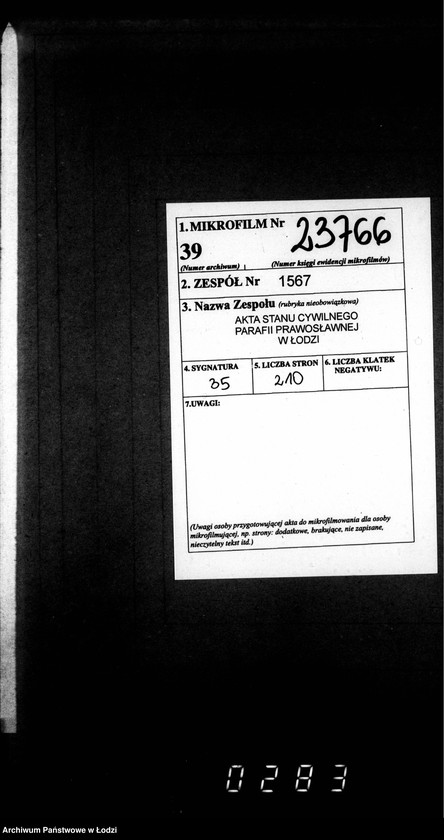 1. MIKROFILM Nr 23766
39
(Numer archiwum) (Numer księgi ewidencji mikrofilmów)
2. ZESPÓŁ Nr 1567
3. Nazwa Zespołu (rubryka nieobowiązkowa)
AKTA STANU CYWILNEGO
PARAFII PRAWOSŁAWNEJ
W ŁODZI
4. SYGNATURA 5. LICZBA STRON 6. LICZBA KLATEK
NEGATYWU:
35 210
7.UWAGI:
(Uwagi osoby przygotowującej akta do mikrofilmowania dla osoby
mikrofilmującej, np. strony: dodatkowe, brakujące, nie zapisane,
nieczytelny tekst itd.)
0283
Archiwum Państwowe w Łodzi